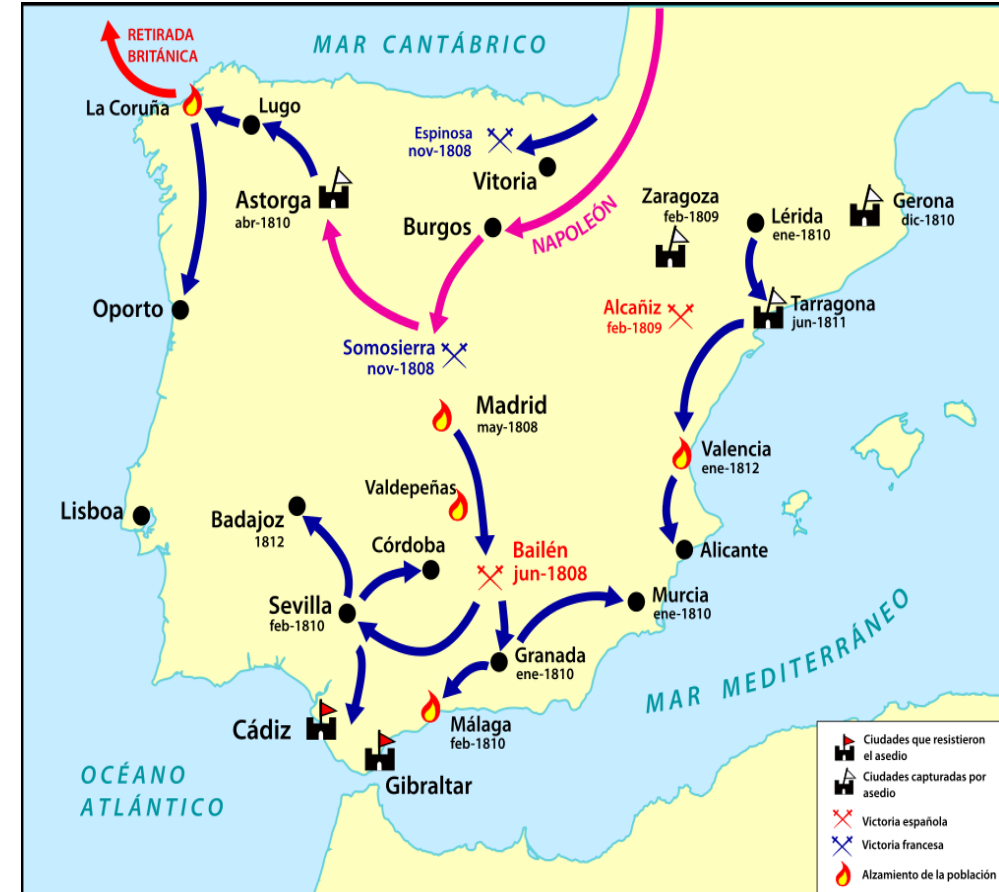 RETIRADA
BRITÁNICA
MAR CANTÁBRICO
La Coruña
Lugo
Espinosa
nov-1808
Vitoria
Astorga
abr-1810
Burgos
NAPOLEÓN
Zaragoza
feb-1809
Lérida
ene-1810
Gerona
dic-1810
Oporto
Alcañiz
feb-1809
Tarragona
jun-1811
Somosierra
nov-1808
Madrid
may-1808
Valencia
ene-1812
Valdepeñas
Lisboa
Badajoz
1812
Córdoba
Bailén
jun-1808
Alicante
Sevilla
feb-1810
Murcia
ene-1810
Granada
ene-1810
MAR MEDITERRÁNEO
Cádiz
Málaga
feb-1810
Gibraltar
OCÉANO
ATLÁNTICO
Ciudades que resistieron
el asedio
Ciudades capturadas por
asedio
Victoria española
Victoria francesa
Alzamiento de la población